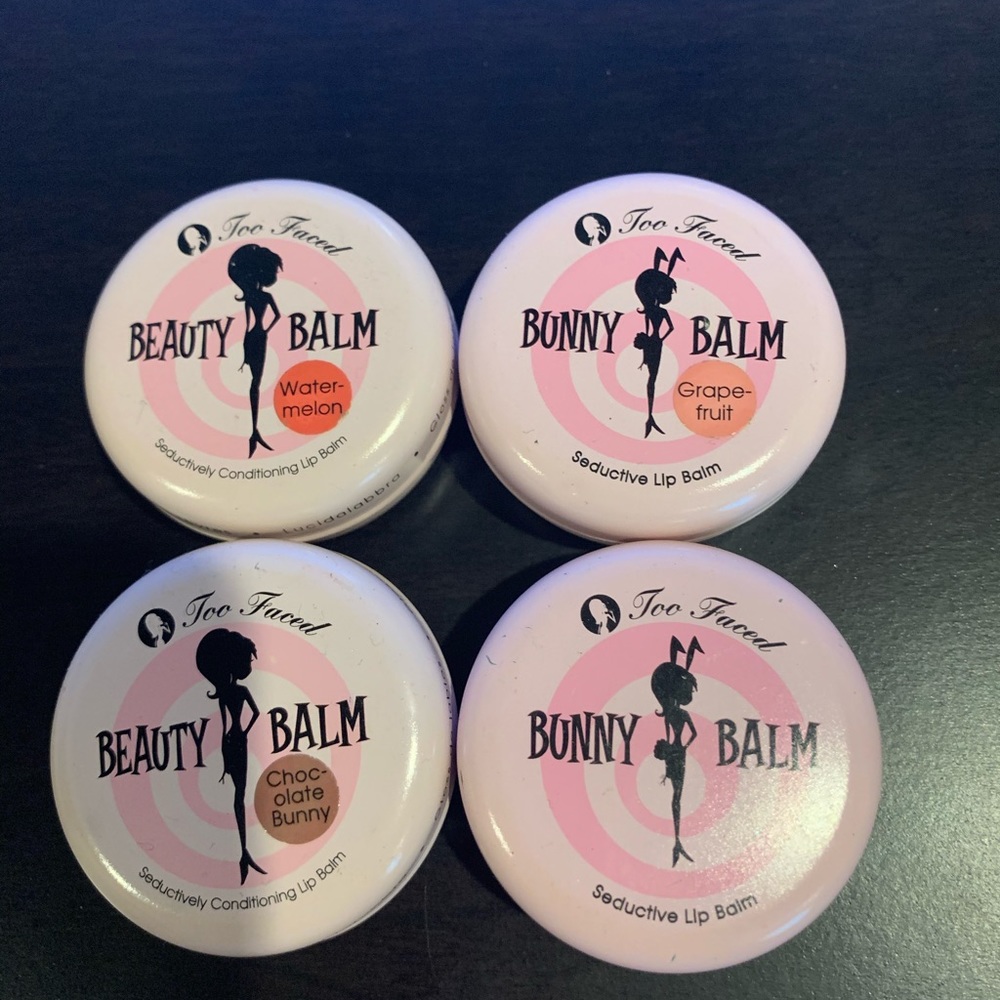 Too Faced
BEAUTY BALM
Water-
melon
Seductively Conditioning Lip Balm
Lucidalabbra
Too Faced
BUNNY BALM
Grape-
fruit
Seductive Lip Balm
Too Faced
BEAUTY BALM
Choc-
olate
Bunny
Seductively Conditioning Lip Balm
Too Faced
BUNNY BALM
Seductive Lip Balm